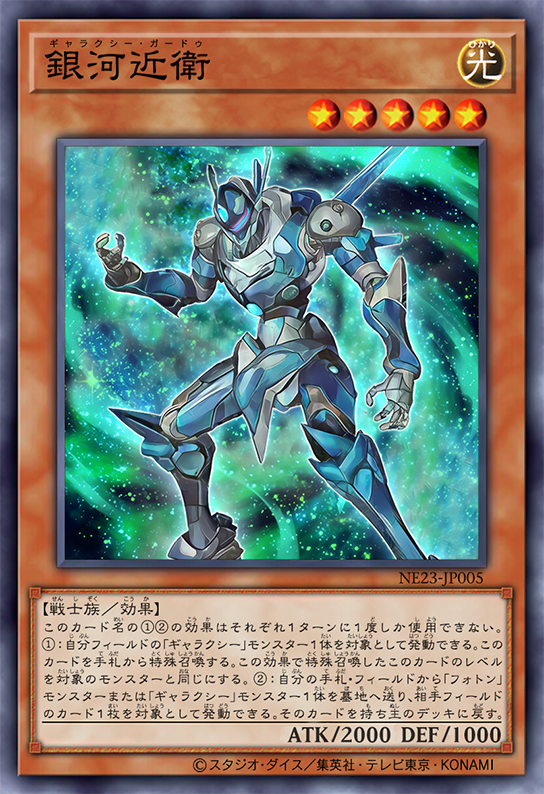 ギャラクシー・ガードゥ
銀河近衛
ひかり
光
せんしぞく こうか
【戦士族／効果】
このカード名の①②の効果はそれぞれ1ターンに1度しか使用できない。
①：自分フィールドの「ギャラクシー」モンスター1体を対象として発動できる。この
カードを手札から特殊召喚する。この効果で特殊召喚したこのカードのレベル
を対象のモンスターと同じにする。②：自分の手札・フィールドから「フォトン」
モンスターまたは「ギャラクシー」モンスター1体を墓地へ送り、相手フィールド
のカード1枚を対象として発動できる。そのカードを持ち主のデッキに戻す。
NE23-JP005
ATK/2000 DEF/1000
©スタジオ・ダイス／集英社・テレビ東京・KONAMI